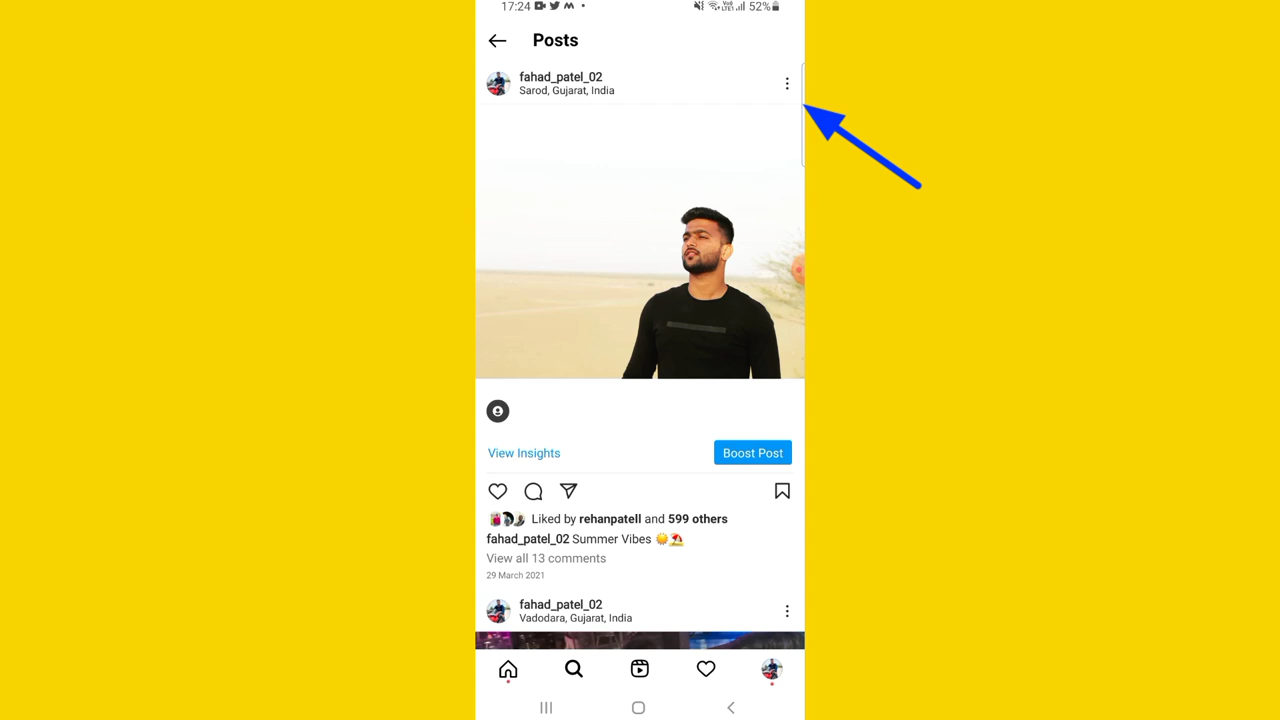 17:24 52%
Posts
fahad_patel_02
Sarod, Gujarat, India
View Insights Boost Post
Liked by rehanpatell and 599 others
fahad_patel_02 Summer Vibes ☀️⛱️
View all 13 comments
29 March 2021
fahad_patel_02
Vadodara, Gujarat, India